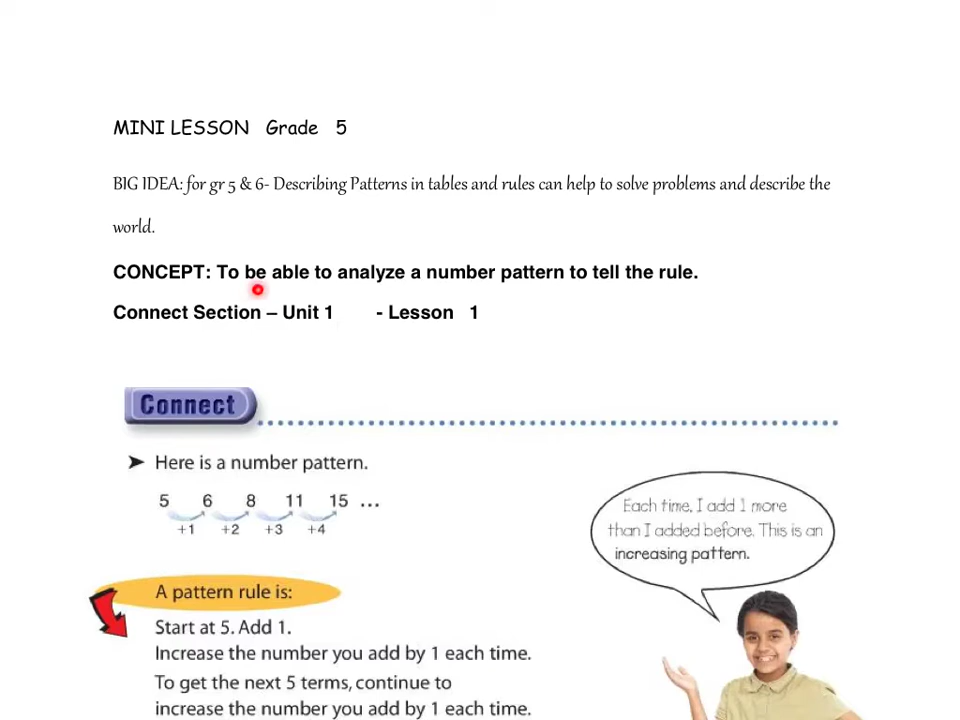 MINI LESSON Grade 5
BIG IDEA: for gr 5 & 6- Describing Patterns in tables and rules can help to solve problems and describe the
world.
CONCEPT: To be able to analyze a number pattern to tell the rule.
Connect Section – Unit 1 - Lesson 1
Connect
➤ Here is a number pattern.
5 6 8 11 15 ...
+1 +2 +3 +4
Each time, I add 1 more
than I added before. This is an
increasing pattern.
A pattern rule is:
Start at 5. Add 1.
Increase the number you add by 1 each time.
To get the next 5 terms, continue to
increase the number you add by 1 each time.